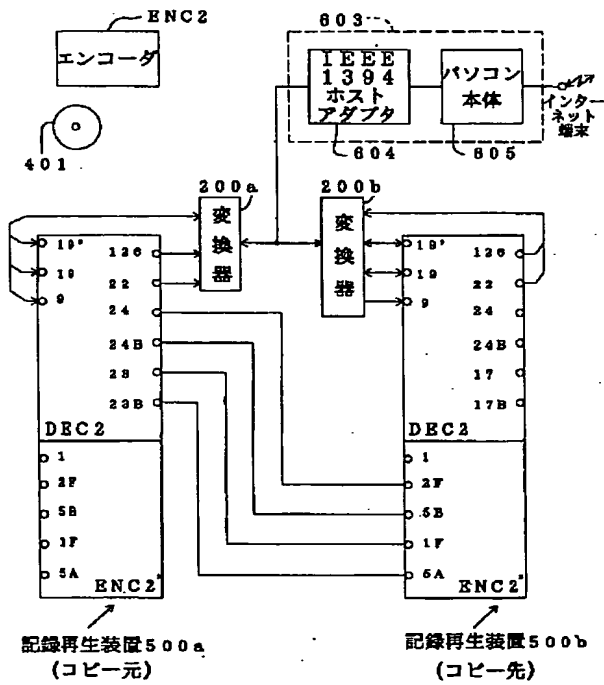 ENC2
エンコーダ
401
603
IEEE
1394
ホスト
アダプタ
604
パソコン
本体
605
インター
ネット
端末
200a
変換器
200b
変換器
19'
19
9
126
22
24
24B
23
23B
DEC2
1
2F
5B
1F
5A
ENC2'
記録再生装置500a
(コピー元)
19'
19
9
126
22
24
24B
17
17B
DEC2
1
2F
5B
1F
5A
ENC2'
記録再生装置500b
(コピー先)